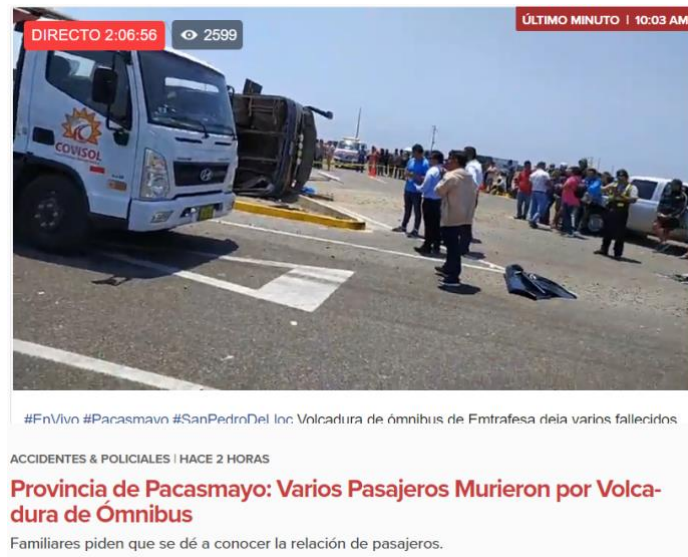 ÚLTIMO MINUTO | 10:03 AM
DIRECTO 2:06:56
2599
COVISOL
#EnVivo #Pacasmayo #SanPedroDeLloc Volcadura de ómnibus de Emtrafesa deja varios fallecidos
ACCIDENTES & POLICIALES | HACE 2 HORAS
Provincia de Pacasmayo: Varios Pasajeros Murieron por Volca-
dura de Ómnibus
Familiares piden que se dé a conocer la relación de pasajeros.